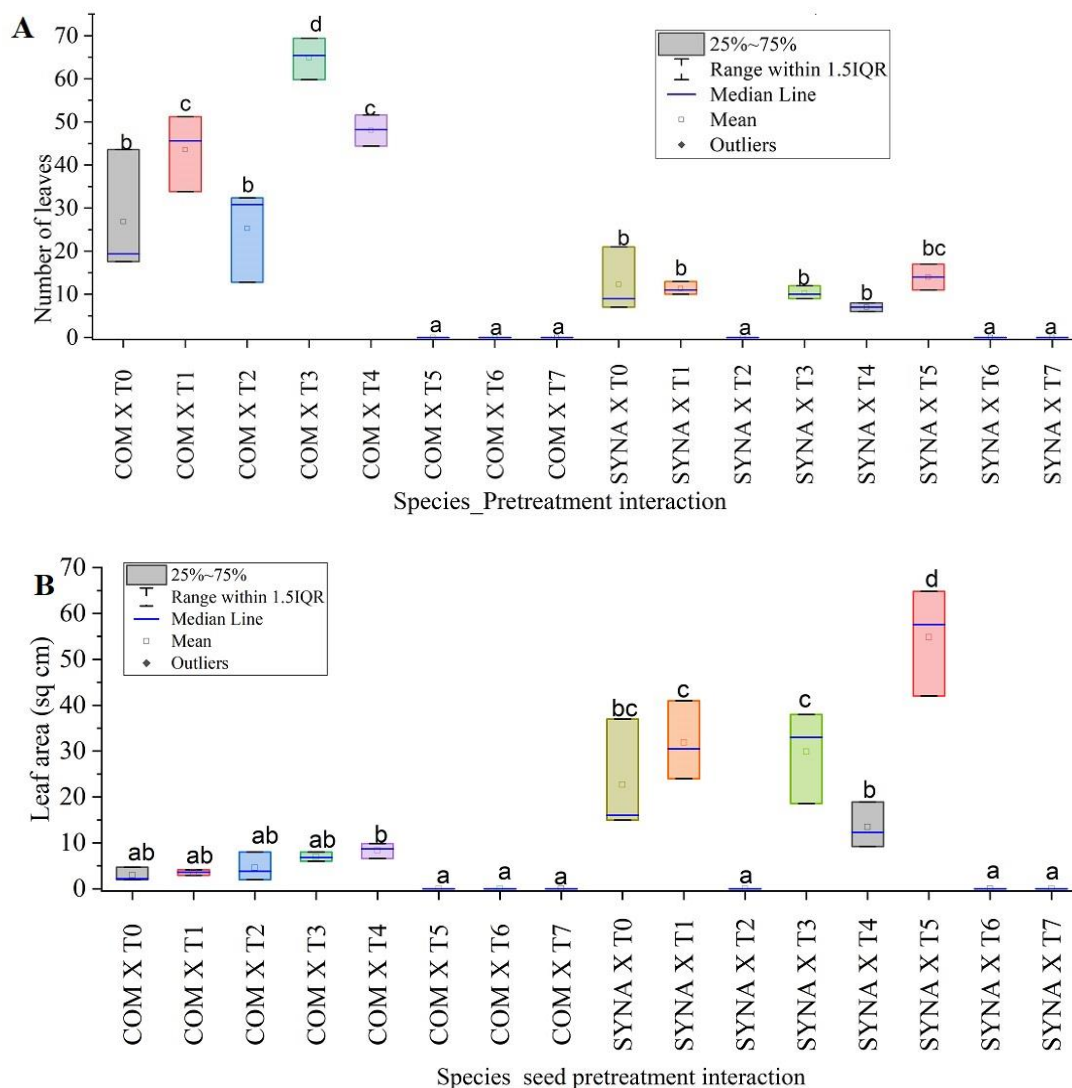 A
70
60
50
40
30
20
10
0
Number of leaves
b
c
b
d
c
a
a
a
b
b
a
b
b
bc
a
a
25%~75%
Range within 1.5IQR
Median Line
Mean
Outliers
COM X T0
COM X T1
COM X T2
COM X T3
COM X T4
COM X T5
COM X T6
COM X T7
SYNA X T0
SYNA X T1
SYNA X T2
SYNA X T3
SYNA X T4
SYNA X T5
SYNA X T6
SYNA X T7
Species_Pretreatment interaction
B
70
60
50
40
30
20
10
0
Leaf area (sq cm)
25%~75%
Range within 1.5IQR
Median Line
Mean
Outliers
ab
ab
ab
ab
b
a
a
a
bc
c
a
c
b
d
a
a
COM X T0
COM X T1
COM X T2
COM X T3
COM X T4
COM X T5
COM X T6
COM X T7
SYNA X T0
SYNA X T1
SYNA X T2
SYNA X T3
SYNA X T4
SYNA X T5
SYNA X T6
SYNA X T7
Species_seed pretreatment interaction